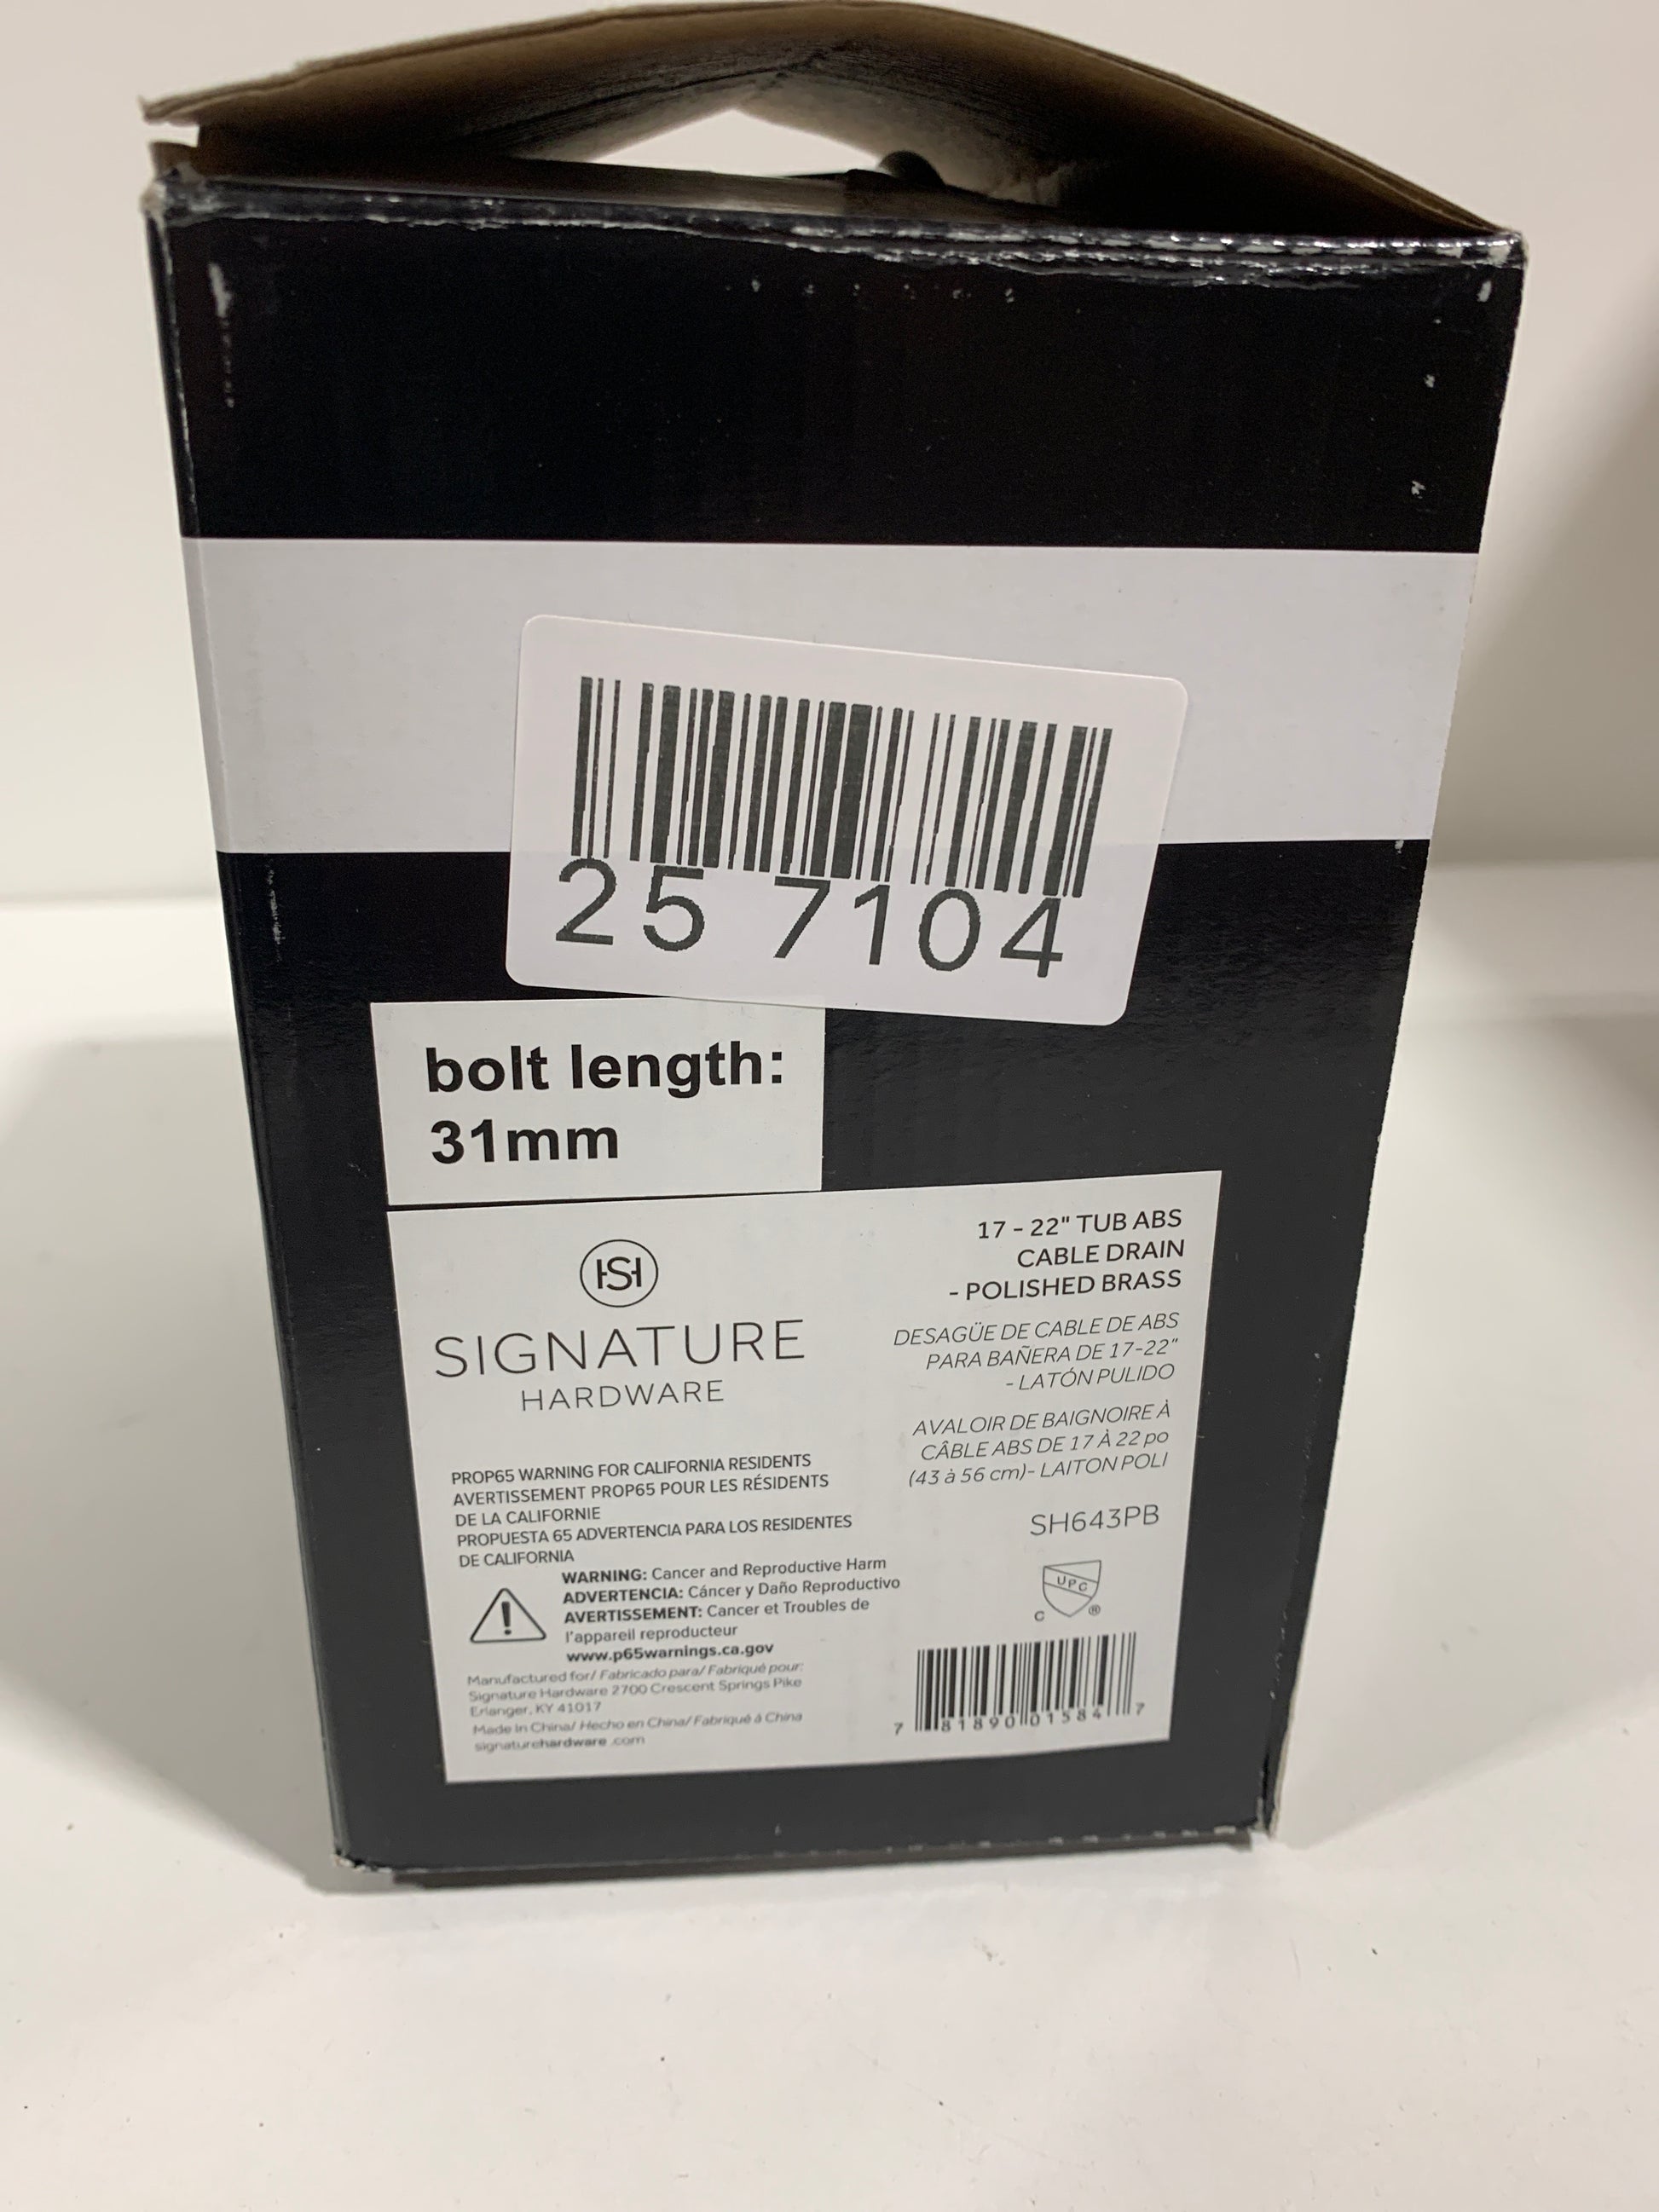 25 7104
bolt length:
31mm
HSH
SIGNATURE
HARDWARE
17 - 22" TUB ABS
CABLE DRAIN
- POLISHED BRASS
DESAGÜE DE CABLE DE ABS
PARA BAÑERA DE 17-22"
- LATÓN PULIDO
AVALOIR DE BAIGNOIRE À
CÂBLE ABS DE 17 À 22 po
(43 à 56 cm)- LAITON POLI
SH643PB
UPC
C ®
7 81890 01584 7
PROP65 WARNING FOR CALIFORNIA RESIDENTS
AVERTISSEMENT PROP65 POUR LES RÉSIDENTS
DE LA CALIFORNIE
PROPUESTA 65 ADVERTENCIA PARA LOS RESIDENTES
DE CALIFORNIA
WARNING: Cancer and Reproductive Harm
ADVERTENCIA: Cáncer y Daño Reproductivo
AVERTISSEMENT: Cancer et Troubles de
l'appareil reproducteur
www.p65warnings.ca.gov
Manufactured for/ Fabricado para/ Fabriqué pour:
Signature Hardware 2700 Crescent Springs Pike
Erlanger, KY 41017
Made in China/ Hecho en China/ Fabriqué à China
signaturehardware .com